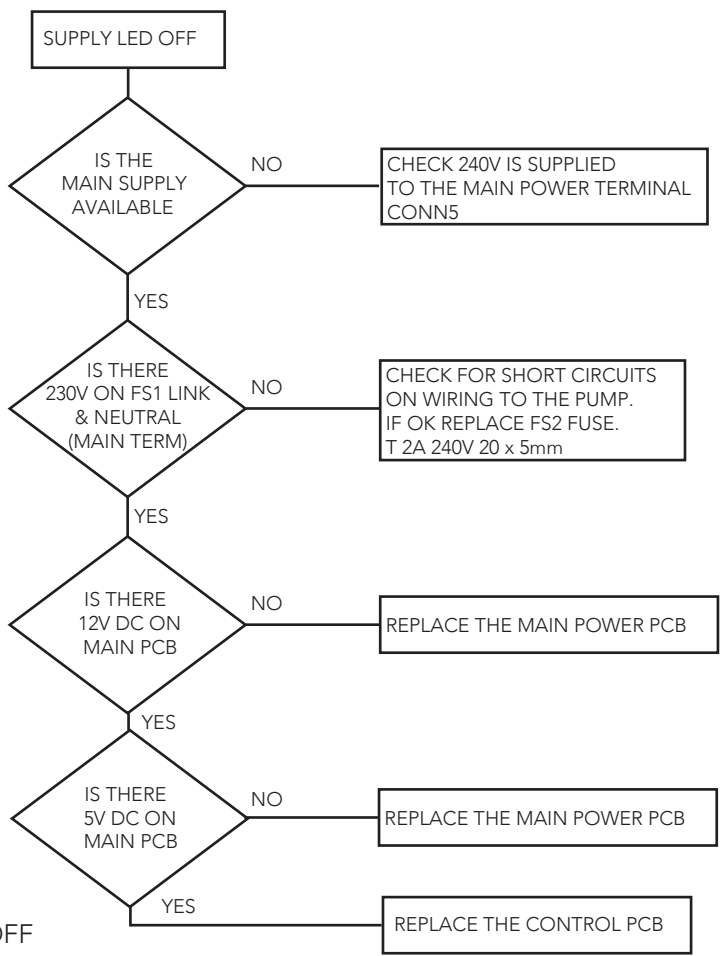 SUPPLY LED OFF
IS THE
MAIN SUPPLY
AVAILABLE
NO
CHECK 240V IS SUPPLIED
TO THE MAIN POWER TERMINAL
CONN5
YES
IS THERE
230V ON FS1 LINK
& NEUTRAL
(MAIN TERM)
NO
CHECK FOR SHORT CIRCUITS
ON WIRING TO THE PUMP.
IF OK REPLACE FS2 FUSE.
T 2A 240V 20 x 5mm
YES
IS THERE
12V DC ON
MAIN PCB
NO
REPLACE THE MAIN POWER PCB
YES
IS THERE
5V DC ON
MAIN PCB
NO
REPLACE THE MAIN POWER PCB
YES
REPLACE THE CONTROL PCB